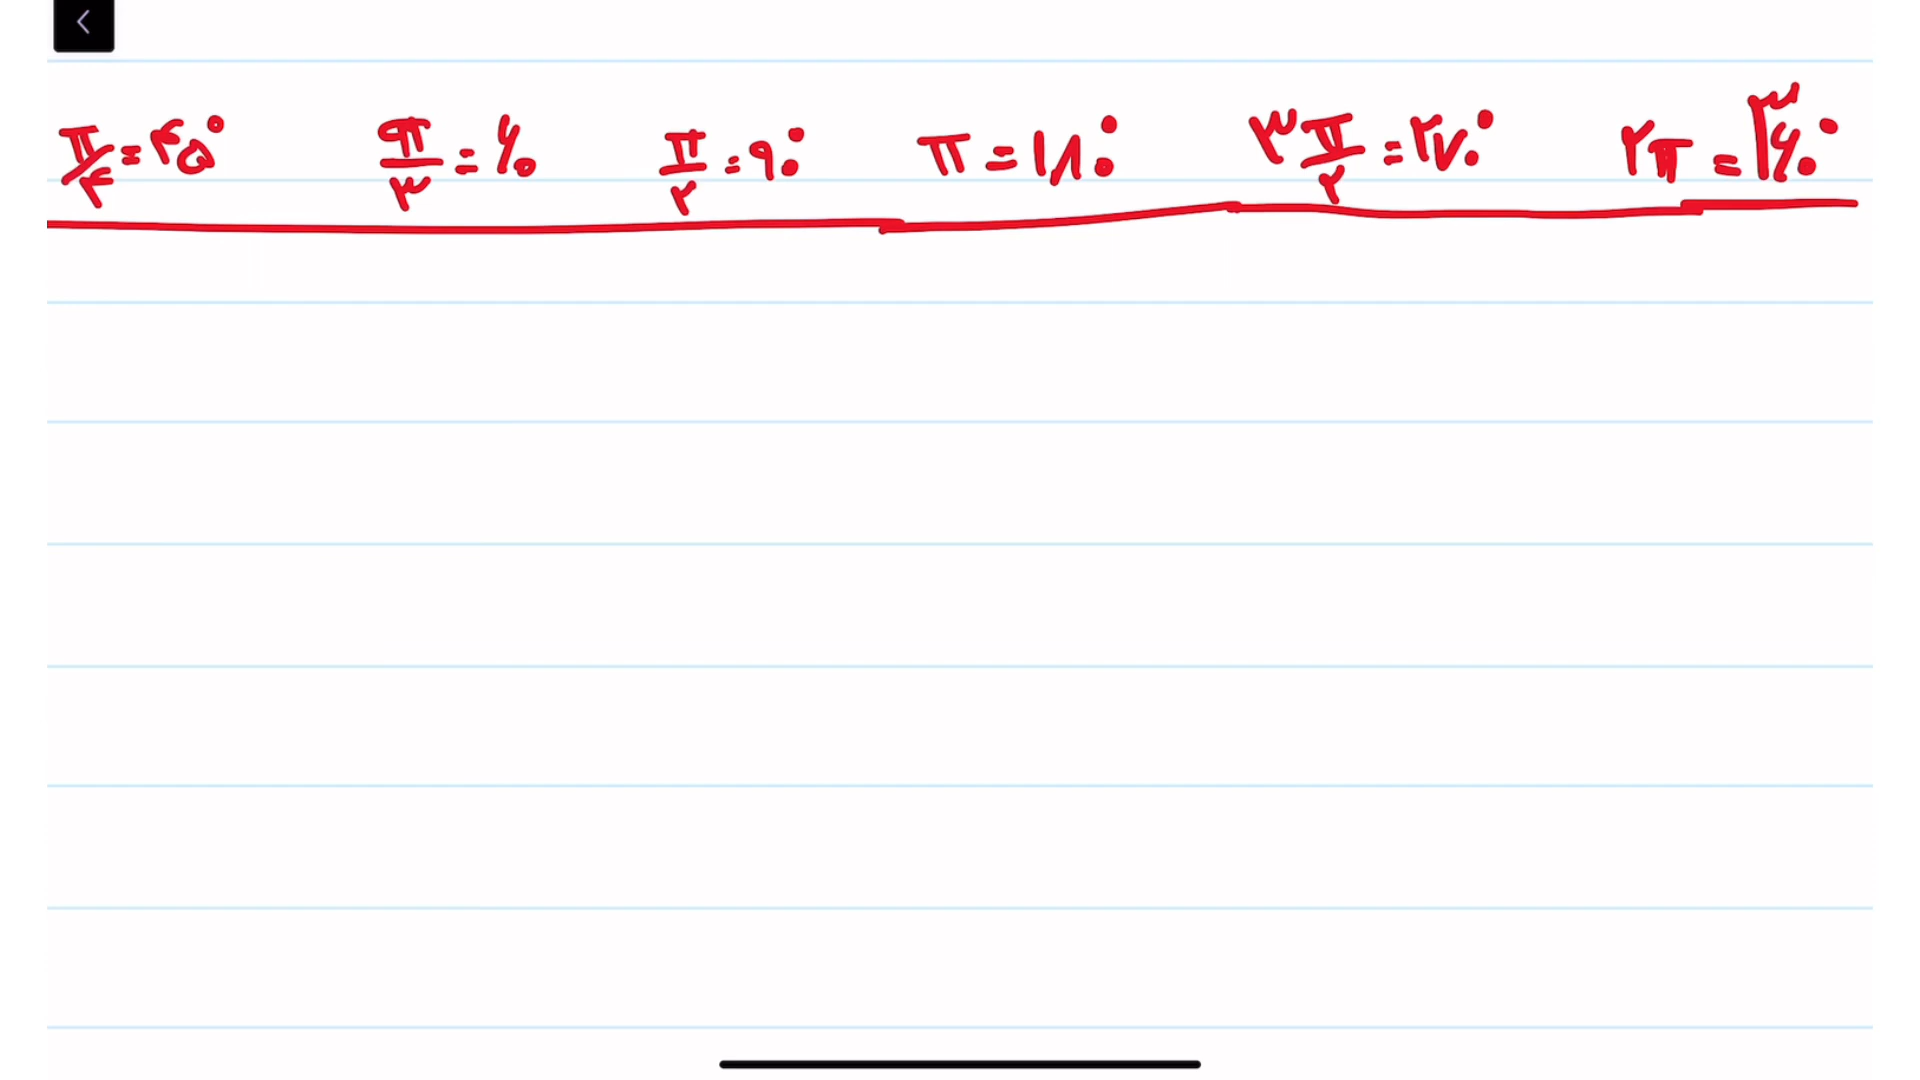 π/۴ = ۴۵° π/۳ = ۶۰ π/۲ = ۹۰° π = ۱۸۰° ۳π/۲ = ۲۷۰° ۲π = ۳۶۰°